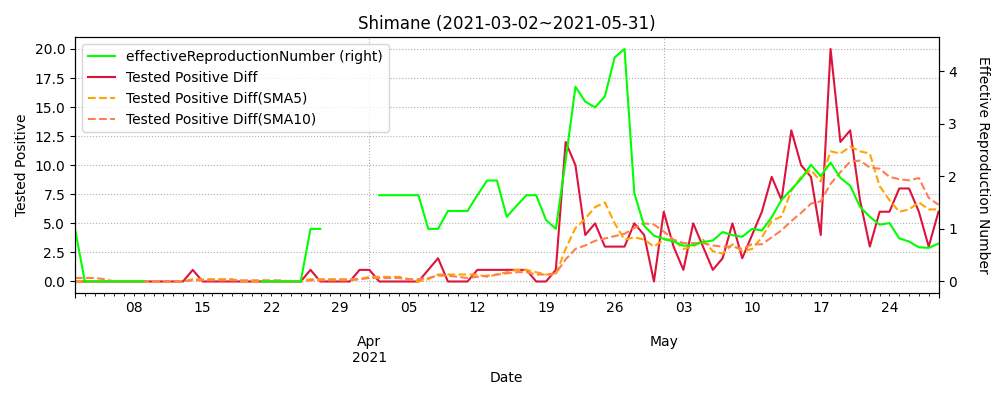 Shimane (2021-03-02~2021-05-31)
effectiveReproductionNumber (right)
Tested Positive Diff
Tested Positive Diff(SMA5)
Tested Positive Diff(SMA10)
Tested Positive
20.0
17.5
15.0
12.5
10.0
7.5
5.0
2.5
0.0
4
3
2
1
0
Effective Reproduction Number
08 15 22 29 05 12 19 26 03 10 17 24
Apr May
2021
Date